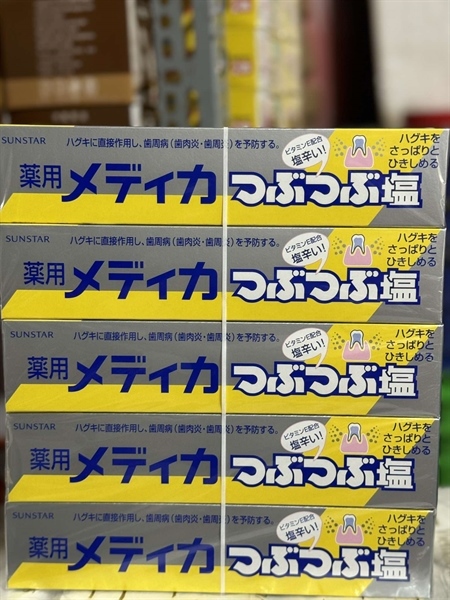 SUNSTAR
ハグキに直接作用し、歯周病(歯肉炎・歯周炎)を予防する。
薬用 メディカ つぶつぶ塩
ビタミンE配合
塩辛い!
ハグキを
さっぱりと
ひきしめる
SUNSTAR
ハグキに直接作用し、歯周病(歯肉炎・歯周炎)を予防する。
薬用 メディカ つぶつぶ塩
ビタミンE配合
塩辛い!
ハグキを
さっぱりと
ひきしめる
SUNSTAR
ハグキに直接作用し、歯周病(歯肉炎・歯周炎)を予防する。
薬用 メディカ つぶつぶ塩
ビタミンE配合
塩辛い!
ハグキを
さっぱりと
ひきしめる
SUNSTAR
ハグキに直接作用し、歯周病(歯肉炎・歯周炎)を予防する。
薬用 メディカ つぶつぶ塩
ビタミンE配合
塩辛い!
ハグキを
さっぱりと
ひきしめる
SUNSTAR
ハグキに直接作用し、歯周病(歯肉炎・歯周炎)を予防する。
薬用 メディカ つぶつぶ塩
ビタミンE配合
塩辛い!
ハグキを
さっぱりと
ひきしめる